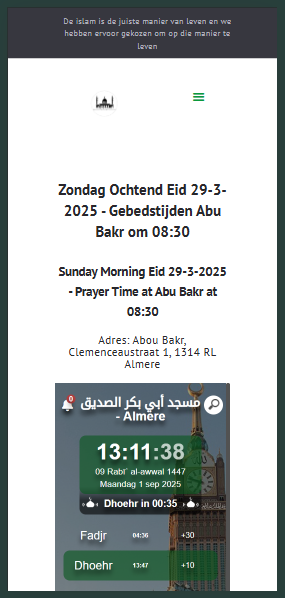 De islam is de juiste manier van leven en we
hebben ervoor gekozen om op die manier te
leven
Zondag Ochtend Eid 29-3-
2025 - Gebedstijden Abu
Bakr om 08:30
Sunday Morning Eid 29-3-2025
- Prayer Time at Abu Bakr at
08:30
Adres: Abou Bakr,
Clemenceaustraat 1, 1314 RL
Almere
0
مسجد أبي بكر الصديق
- Almere
13:11:38
09 Rabi` al-awwal 1447
Maandag 1 sep 2025
Dhoehr in 00:35
Fadjr 04:36 +30
Dhoehr 13:47 +10